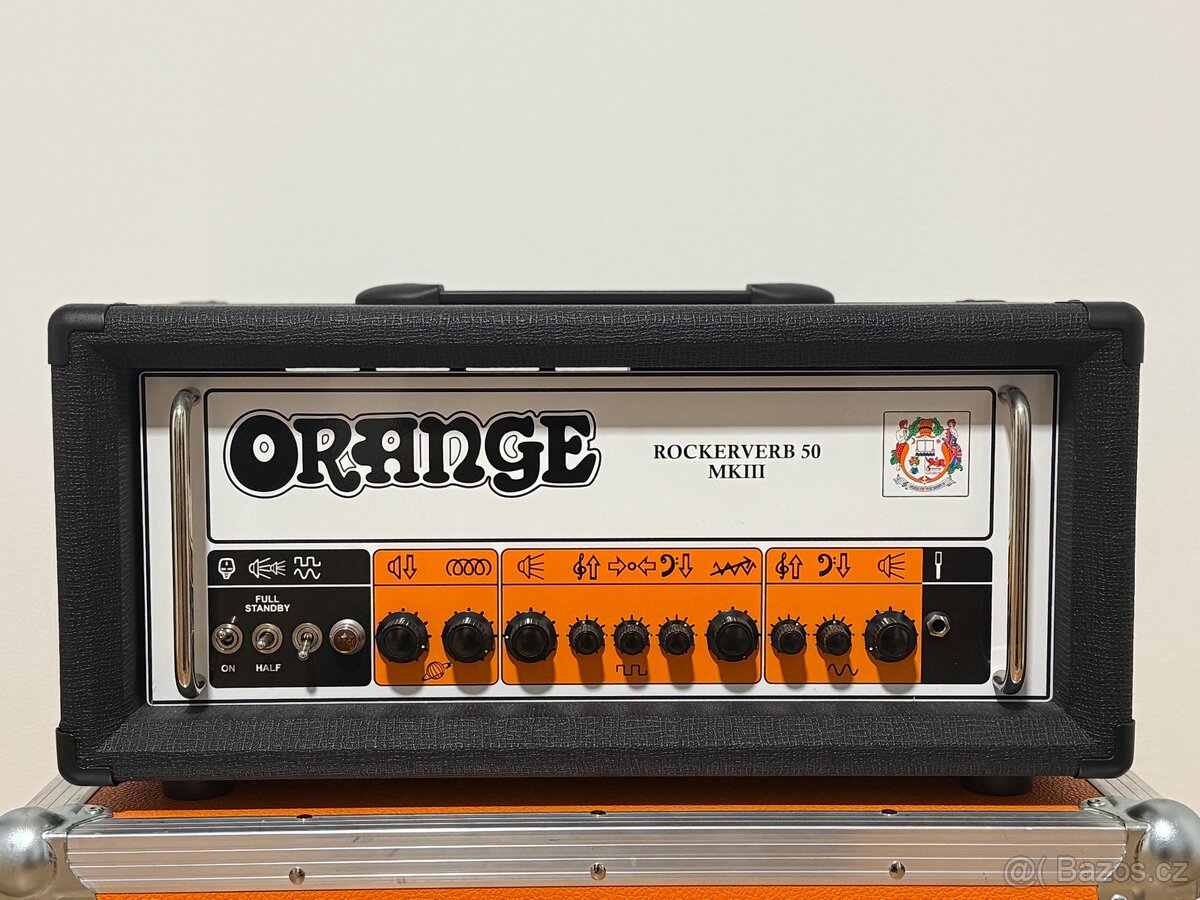 ORANGE
ROCKERVERB 50
MKIII
FULL
STANDBY
ON
HALF
@( Bazos.cz